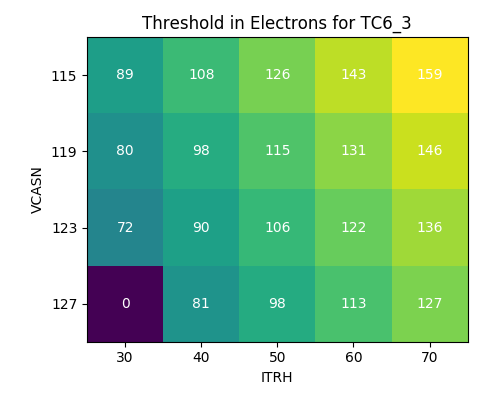 Threshold in Electrons for TC6_3
115 89 108 126 143 159
119 80 98 115 131 146
VCASN
123 72 90 106 122 136
127 0 81 98 113 127
30 40 50 60 70
ITRH